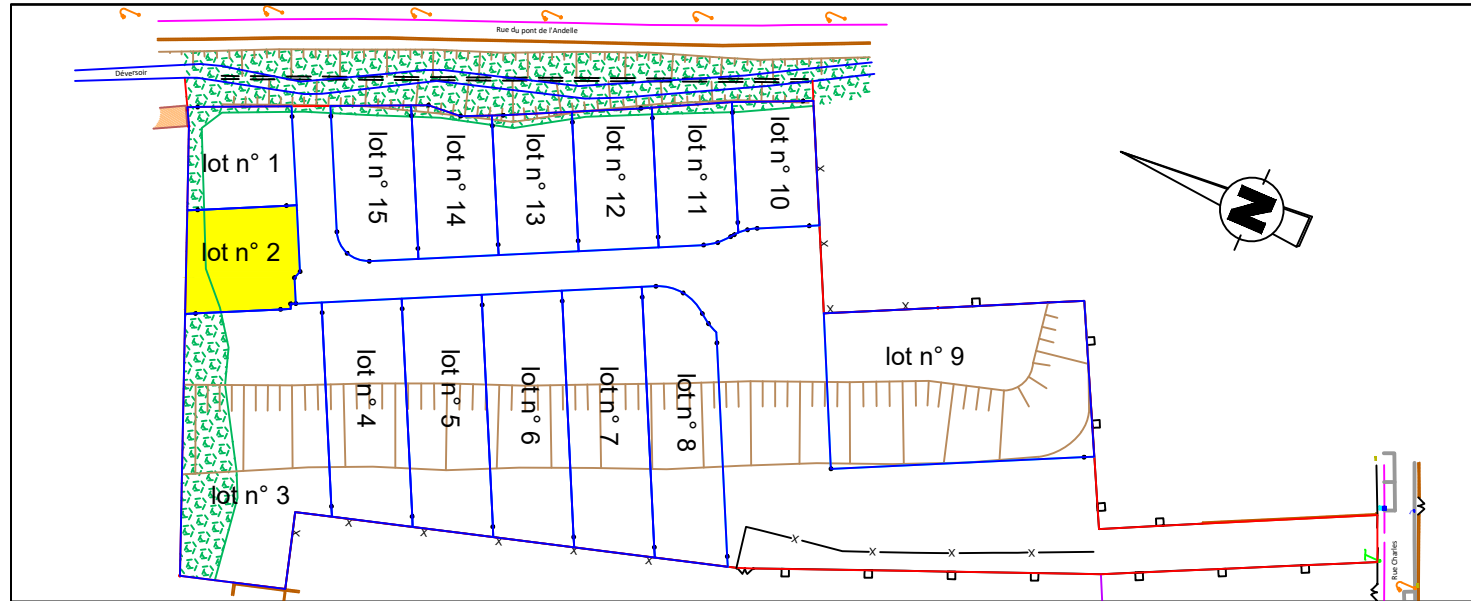 Rue du pont de l'Andelle
Déversoir
lot n° 1
lot n° 15
lot n° 14
lot n° 13
lot n° 12
lot n° 11
lot n° 10
N
lot n° 2
lot n° 9
lot n° 4
lot n° 5
lot n° 6
lot n° 7
lot n° 8
lot n° 3
Rue Charles